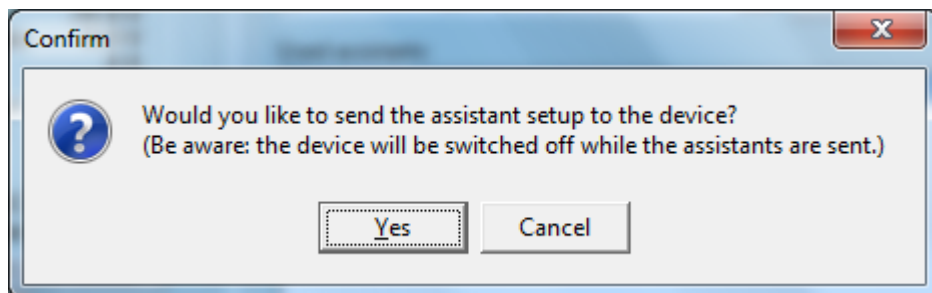 Confirm
Would you like to send the assistant setup to the device?
(Be aware: the device will be switched off while the assistants are sent.)
Yes
Cancel